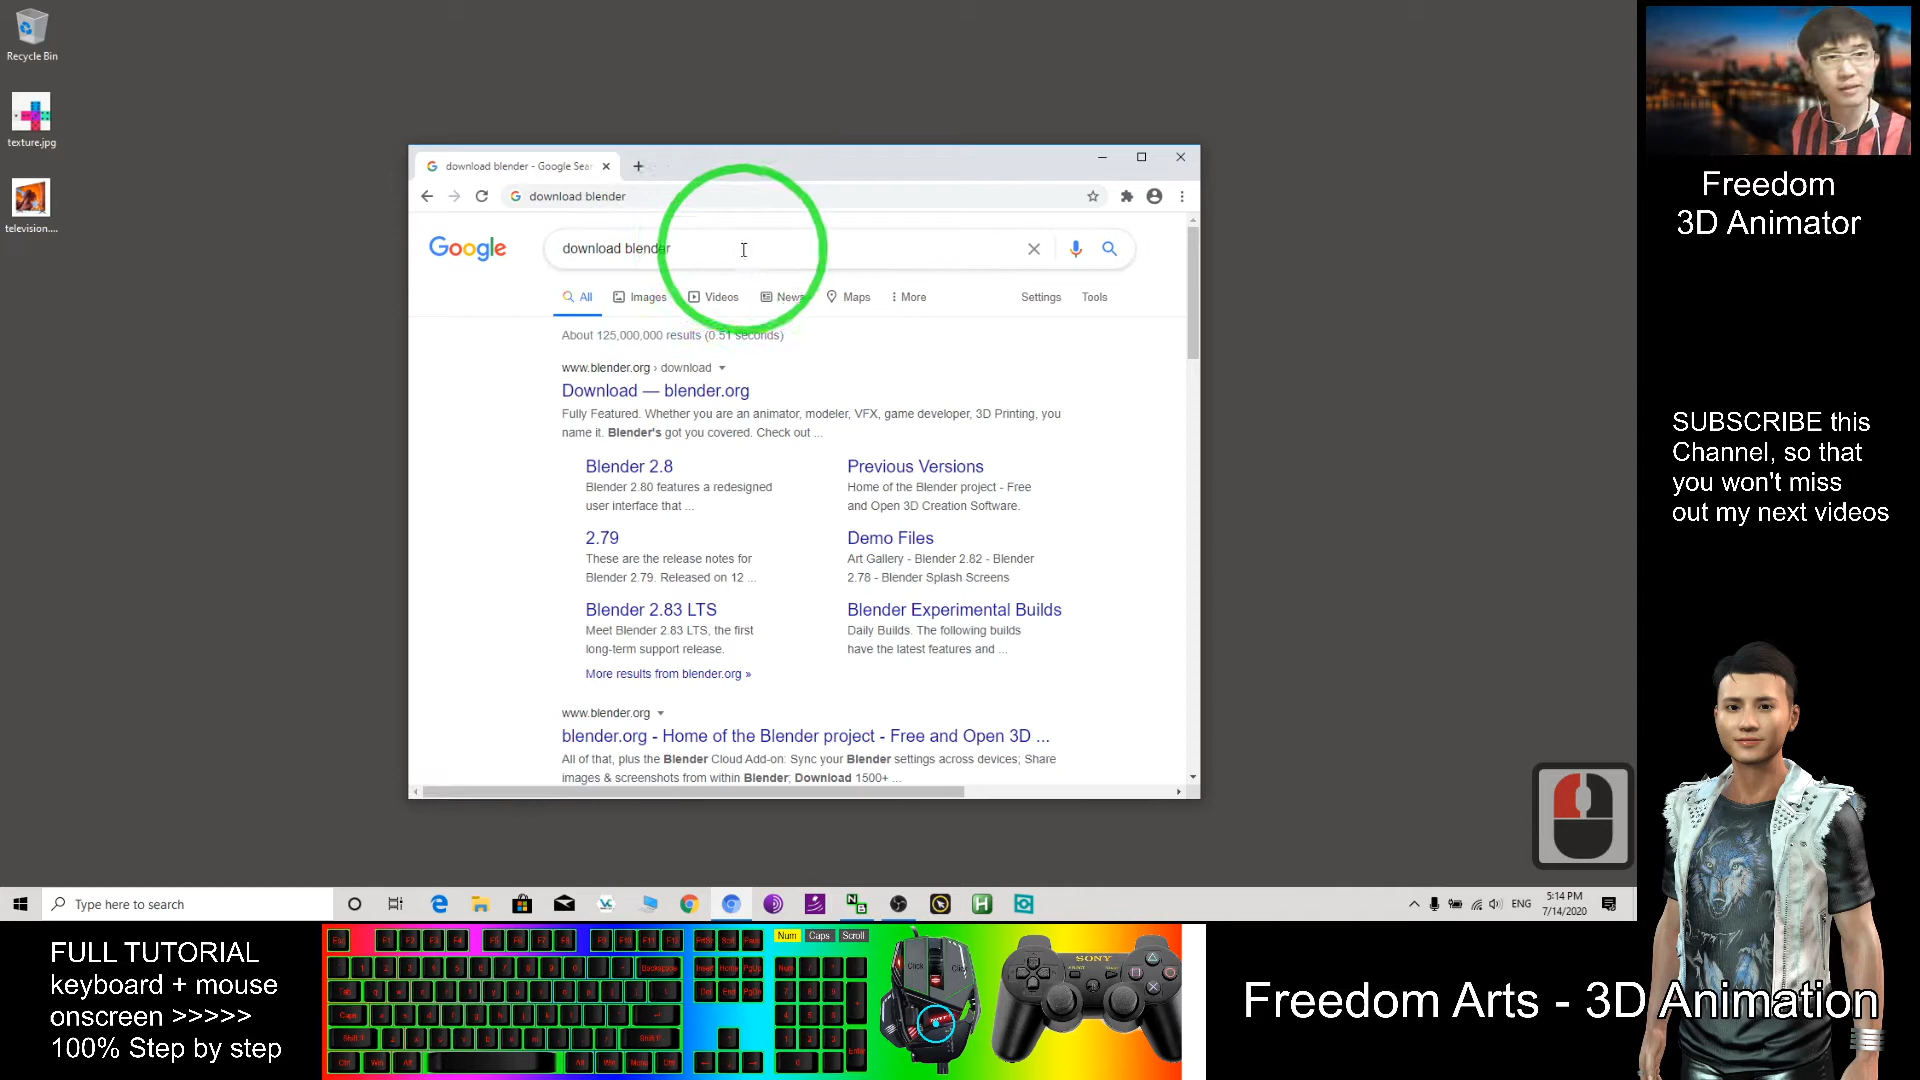 Recycle Bin
texture.jpg
television....
download blender - Google Sear
download blender
Google
download blender
All
Images
Videos
News
Maps
More
Settings
Tools
About 125,000,000 results (0.51 seconds)
www.blender.org › download
Download — blender.org
Fully Featured. Whether you are an animator, modeler, VFX, game developer, 3D Printing, you
name it. Blender's got you covered. Check out ...
Blender 2.8
Blender 2.80 features a redesigned
user interface that ...
Previous Versions
Home of the Blender project - Free
and Open 3D Creation Software.
2.79
These are the release notes for
Blender 2.79. Released on 12 ...
Demo Files
Art Gallery - Blender 2.82 - Blender
2.78 - Blender Splash Screens
Blender 2.83 LTS
Meet Blender 2.83 LTS, the first
long-term support release.
Blender Experimental Builds
Daily Builds. The following builds
have the latest features and ...
More results from blender.org »
www.blender.org
blender.org - Home of the Blender project - Free and Open 3D ...
All of that, plus the Blender Cloud Add-on: Sync your Blender settings across devices; Share
images & screenshots from within Blender; Download 1500+ ...
Freedom
3D Animator
SUBSCRIBE this
Channel, so that
you won't miss
out my next videos
Type here to search
ENG
5:14 PM
7/14/2020
FULL TUTORIAL
keyboard + mouse
onscreen >>>>>
100% Step by step
Num
Caps
Scroll
Click
Click
SONY
Freedom Arts - 3D Animation